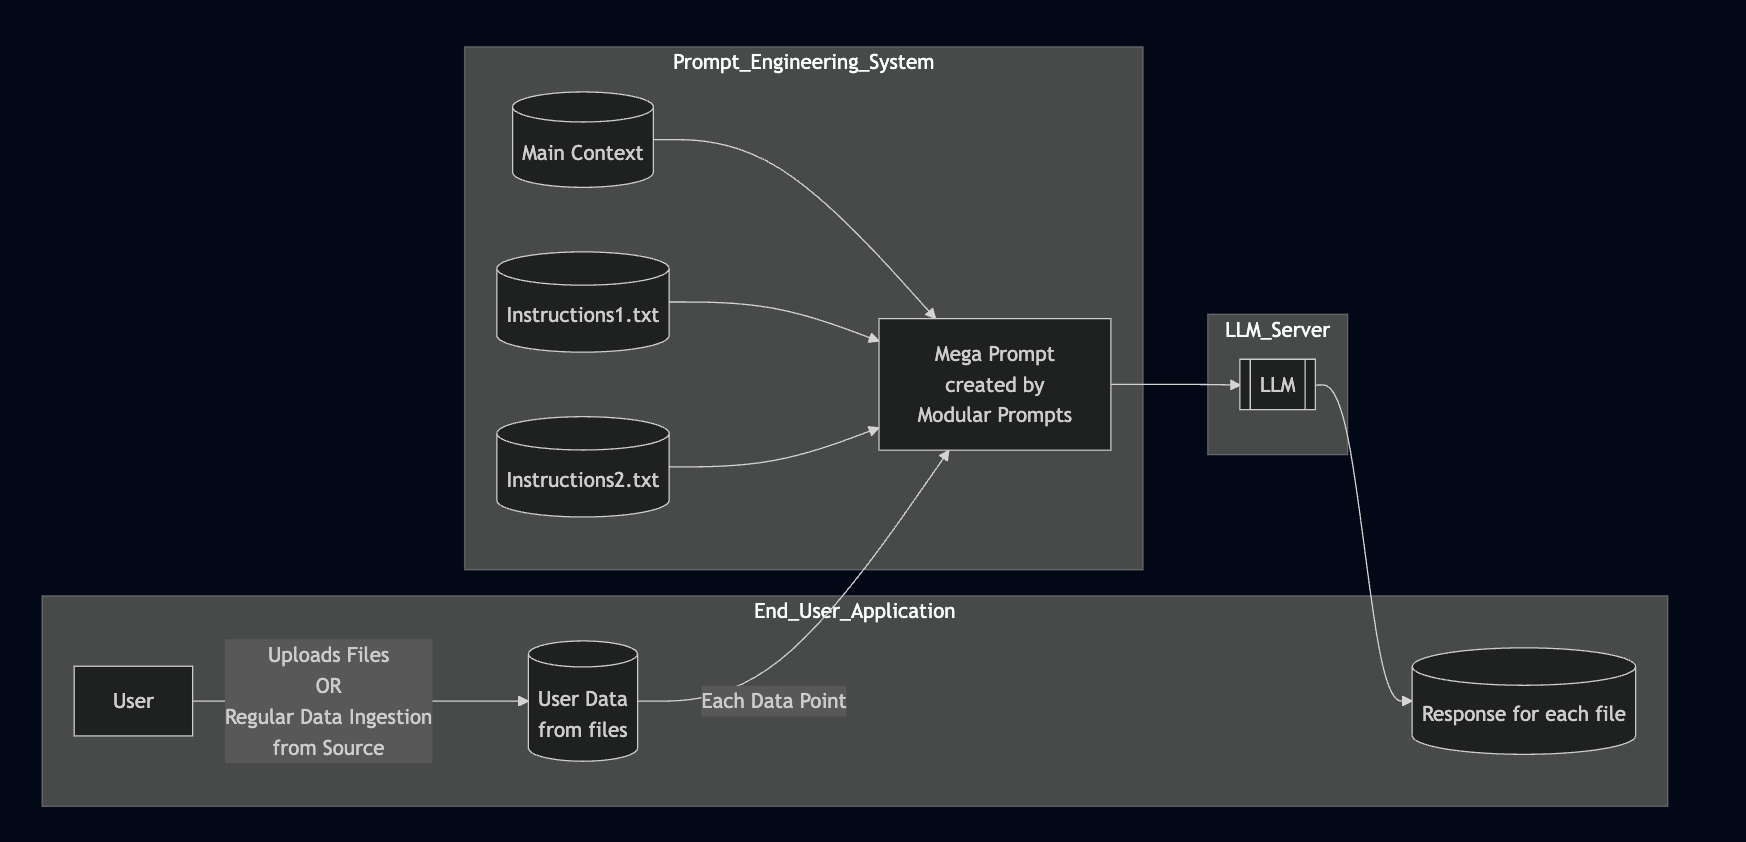 Prompt_Engineering_System
Main Context
Instructions1.txt
Instructions2.txt
Mega Prompt
created by
Modular Prompts
LLM_Server
LLM
End_User_Application
User
Uploads Files
OR
Regular Data Ingestion
from Source
User Data
from files
Each Data Point
Response for each file